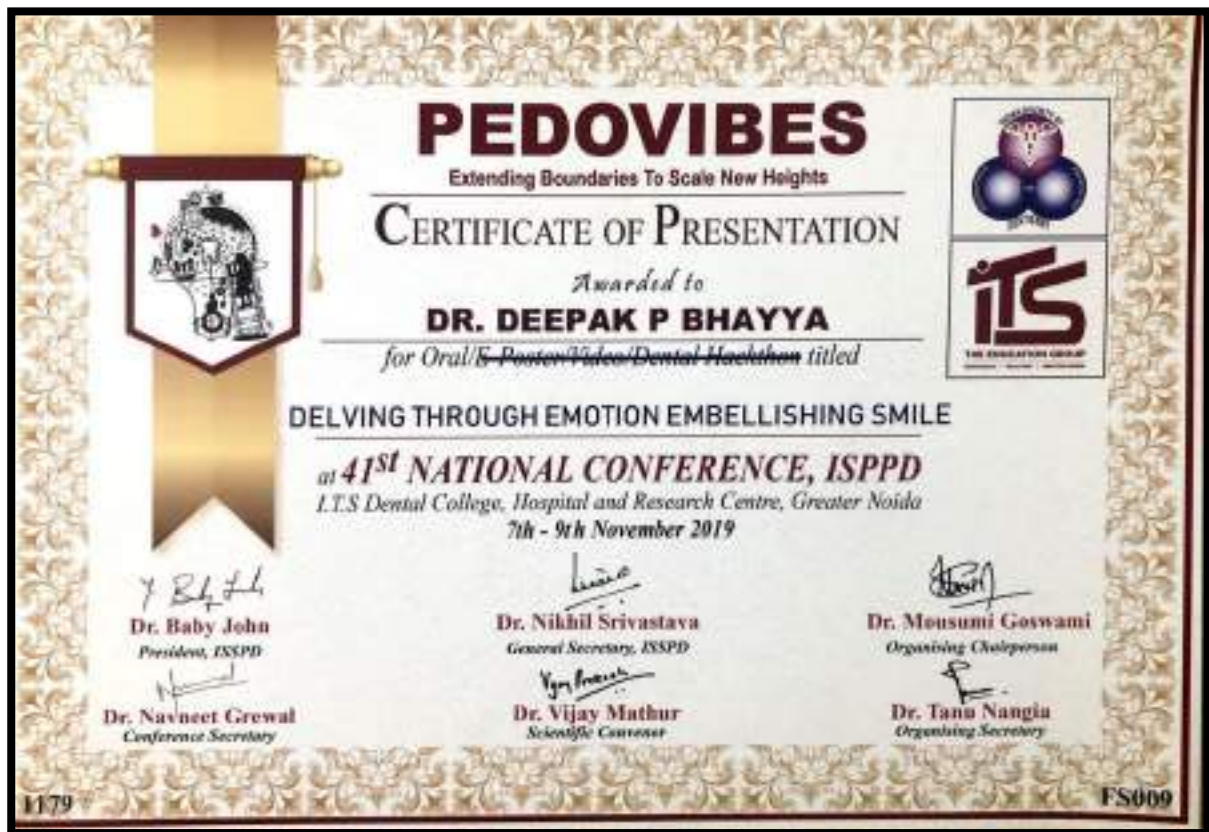 PEDOVIBES
Extending Boundaries To Scale New Heights
CERTIFICATE OF PRESENTATION
Awarded to
DR. DEEPAK P BHAYYA
for Oral/E-Poster/Video/Dental Hackthon titled
DELVING THROUGH EMOTION EMBELLISHING SMILE
at 41st NATIONAL CONFERENCE, ISPPD
I.T.S Dental College, Hospital and Research Centre, Greater Noida
7th - 9th November 2019
iTS
THE EDUCATION GROUP
Dr. Baby John
President, ISSPD
Dr. Nikhil Srivastava
General Secretary, ISSPD
Dr. Mousumi Goswami
Organising Chairperson
Dr. Navneet Grewal
Conference Secretary
Dr. Vijay Mathur
Scientific Convenor
Dr. Tanu Nangia
Organising Secretary
1179
FS009